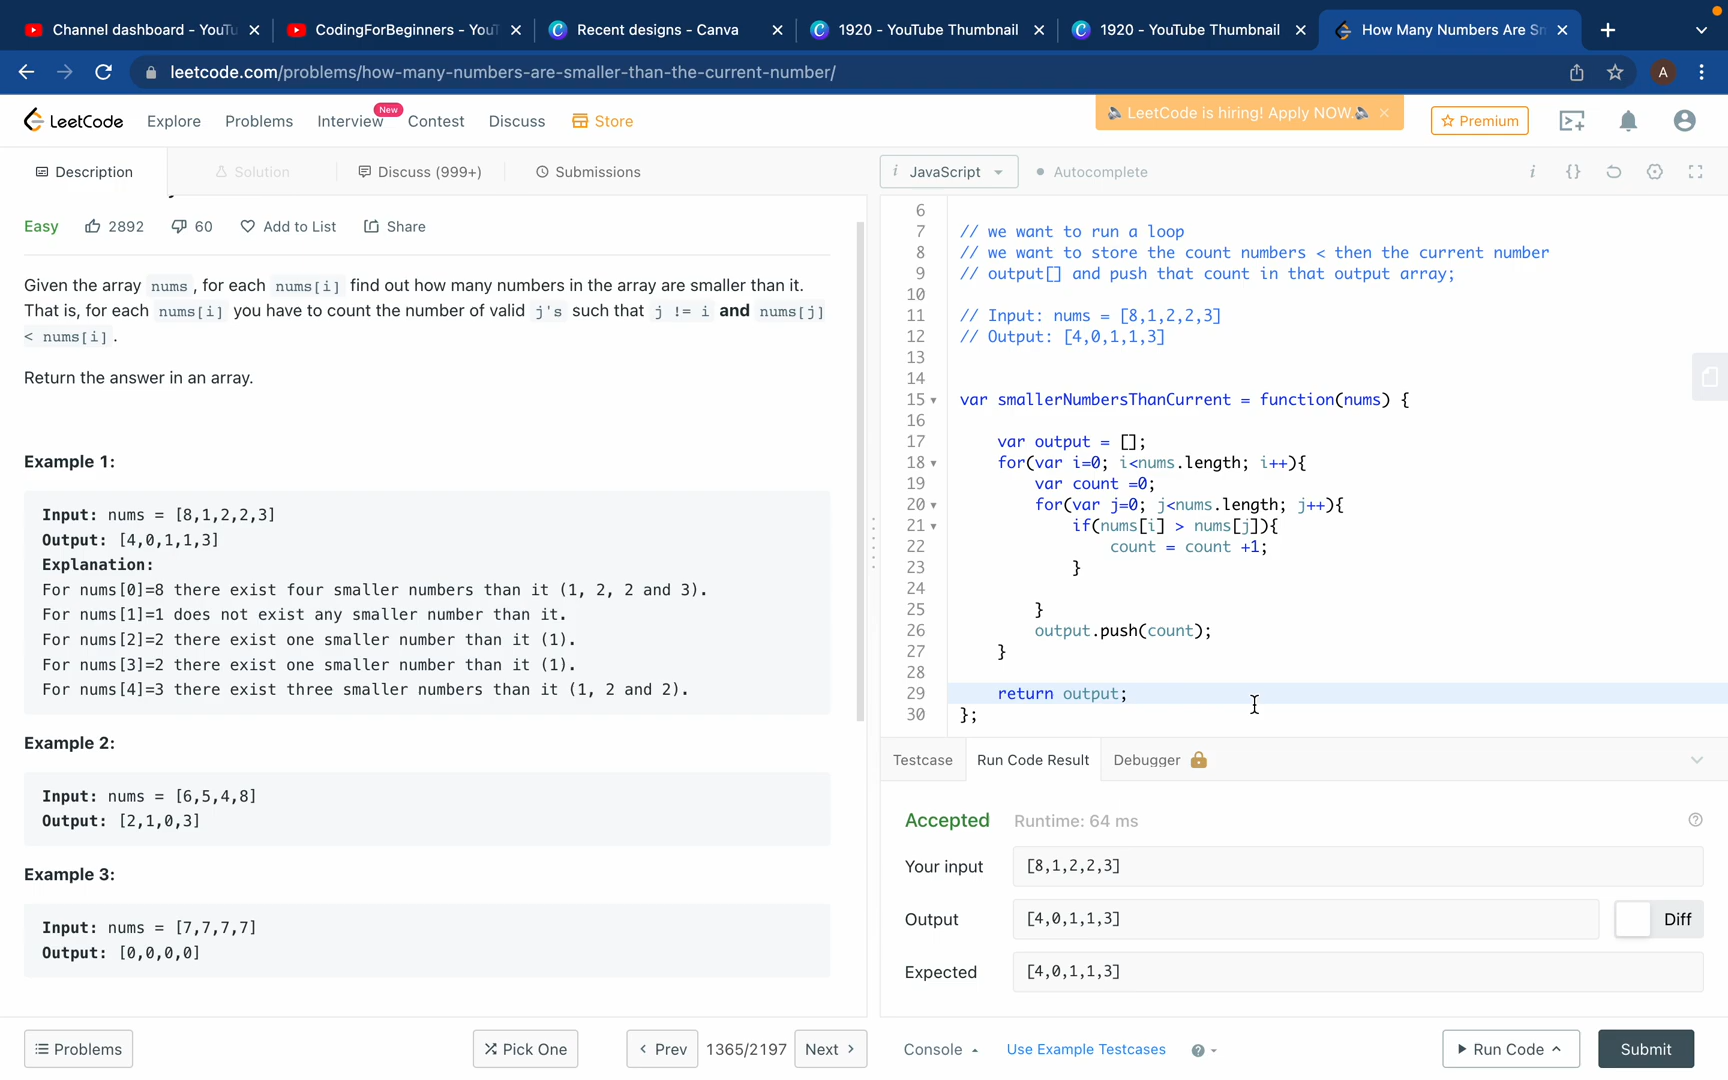 Channel dashboard - YouTu
CodingForBeginners - YouT
Recent designs - Canva
1920 - YouTube Thumbnail
1920 - YouTube Thumbnail
How Many Numbers Are Sm
leetcode.com/problems/how-many-numbers-are-smaller-than-the-current-number/
A
LeetCode
Explore
Problems
Interview
New
Contest
Discuss
Store
LeetCode is hiring! Apply NOW.
Premium
Description
Solution
Discuss (999+)
Submissions
Easy
2892
60
Add to List
Share
Given the array nums , for each nums[i] find out how many numbers in the array are smaller than it.
That is, for each nums[i] you have to count the number of valid j's such that j != i and nums[j]
< nums[i] .
Return the answer in an array.
Example 1:
Input: nums = [8,1,2,2,3]
Output: [4,0,1,1,3]
Explanation:
For nums[0]=8 there exist four smaller numbers than it (1, 2, 2 and 3).
For nums[1]=1 does not exist any smaller number than it.
For nums[2]=2 there exist one smaller number than it (1).
For nums[3]=2 there exist one smaller number than it (1).
For nums[4]=3 there exist three smaller numbers than it (1, 2 and 2).
Example 2:
Input: nums = [6,5,4,8]
Output: [2,1,0,3]
Example 3:
Input: nums = [7,7,7,7]
Output: [0,0,0,0]
Problems
Pick One
Prev
1365/2197
Next
i JavaScript
Autocomplete
i {}
6
7 // we want to run a loop
8 // we want to store the count numbers < then the current number
9 // output[] and push that count in that output array;
10
11 // Input: nums = [8,1,2,2,3]
12 // Output: [4,0,1,1,3]
13
14
15 var smallerNumbersThanCurrent = function(nums) {
16
17 var output = [];
18 for(var i=0; i<nums.length; i++){
19 var count =0;
20 for(var j=0; j<nums.length; j++){
21 if(nums[i] > nums[j]){
22 count = count +1;
23 }
24
25 }
26 output.push(count);
27 }
28
29 return output;
30 };
Testcase
Run Code Result
Debugger
Accepted
Runtime: 64 ms
Your input
[8,1,2,2,3]
Output
[4,0,1,1,3]
Diff
Expected
[4,0,1,1,3]
Console
Use Example Testcases
Run Code
Submit